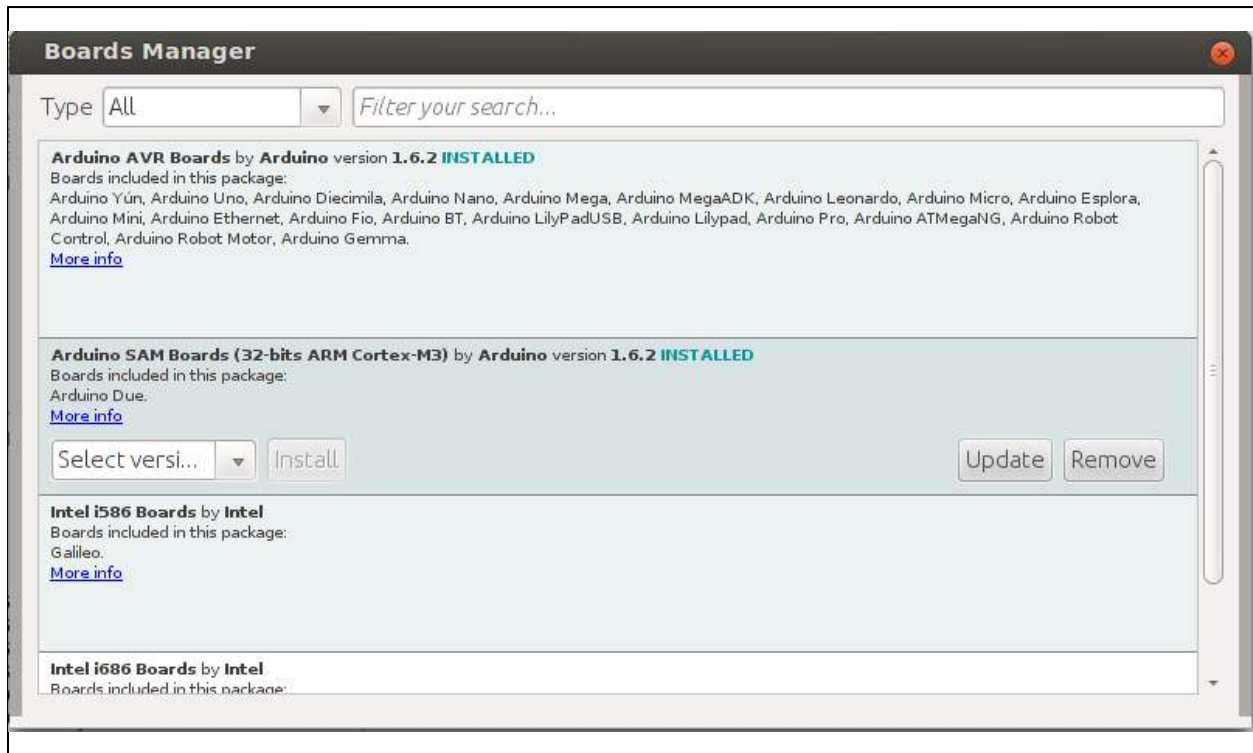 Boards Manager
Type All Filter your search...
Arduino AVR Boards by Arduino version 1.6.2 INSTALLED
Boards included in this package:
Arduino Yún, Arduino Uno, Arduino Diecimila, Arduino Nano, Arduino Mega, Arduino MegaADK, Arduino Leonardo, Arduino Micro, Arduino Esplora,
Arduino Mini, Arduino Ethernet, Arduino Fio, Arduino BT, Arduino LilyPadUSB, Arduino Lilypad, Arduino Pro, Arduino ATMegaNG, Arduino Robot
Control, Arduino Robot Motor, Arduino Gemma.
More info
Arduino SAM Boards (32-bits ARM Cortex-M3) by Arduino version 1.6.2 INSTALLED
Boards included in this package:
Arduino Due.
More info
Select versi... Install Update Remove
Intel i586 Boards by Intel
Boards included in this package:
Galileo.
More info
Intel i686 Boards by Intel
Boards included in this package: